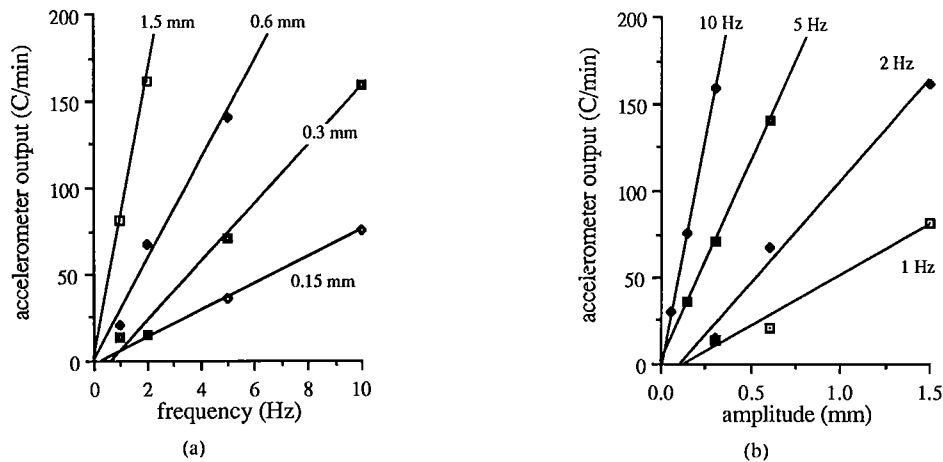 200
150
100
50
0
accelerometer output (C/min)
1.5 mm
0.6 mm
0.3 mm
0.15 mm
0 2 4 6 8 10
frequency (Hz)
(a)
200
150
100
50
0
accelerometer output (C/min)
10 Hz
5 Hz
2 Hz
1 Hz
0.0 0.5 1.0 1.5
amplitude (mm)
(b)